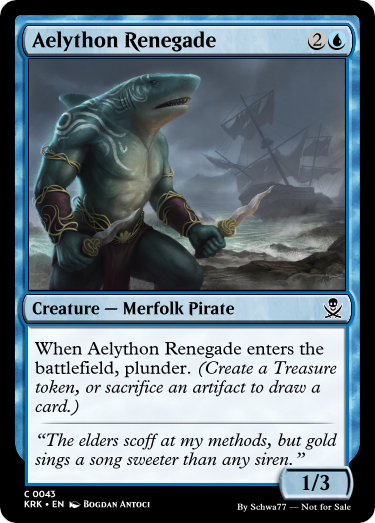 Aelython Renegade 2
Creature — Merfolk Pirate
When Aelython Renegade enters the
battlefield, plunder. (Create a Treasure
token, or sacrifice an artifact to draw a
card.)
“The elders scoff at my methods, but gold
sings a song sweeter than any siren.”
1/3
C 0043
KRK • EN Bogdan Antoci
By Schwa77 — Not for Sale